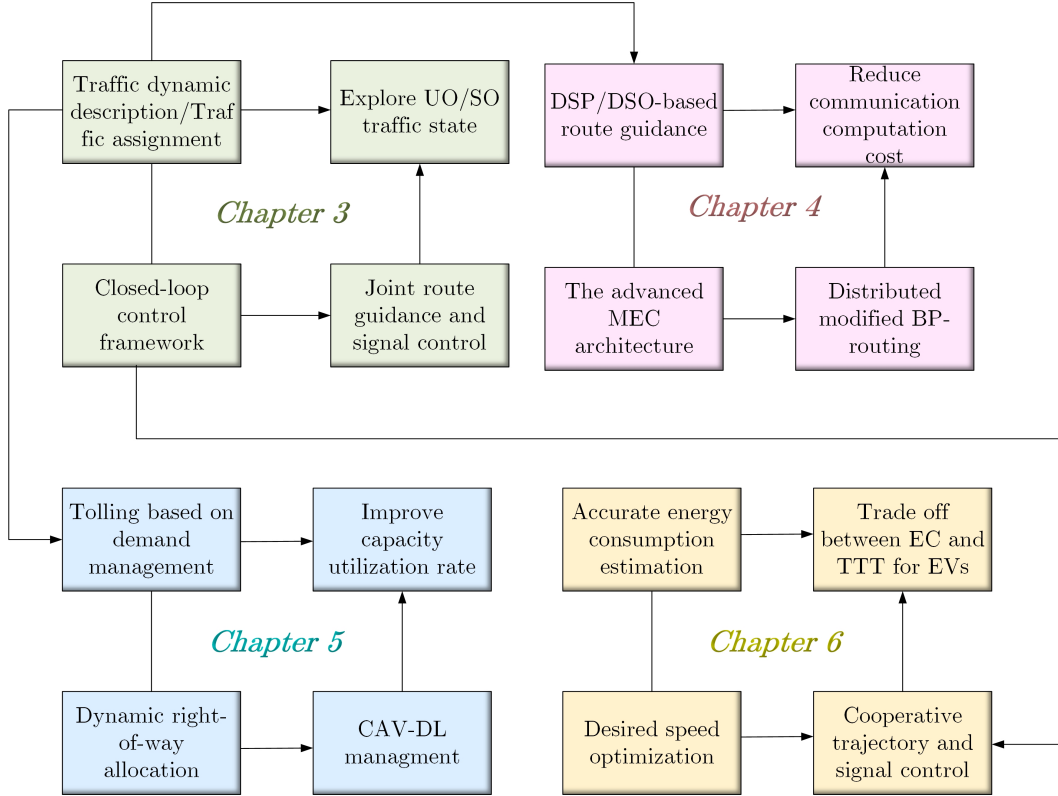 Traffic dynamic
description/Traf
fic assignment
Explore UO/SO
traffic state
Chapter 3
Closed-loop
control
framework
Joint route
guidance and
signal control
DSP/DSO-based
route guidance
Reduce
communication
computation
cost
Chapter 4
The advanced
MEC
architecture
Distributed
modified BP-
routing
Tolling based on
demand
management
Improve
capacity
utilization rate
Chapter 5
Dynamic right-
of-way
allocation
CAV-DL
managment
Accurate energy
consumption
estimation
Trade off
between EC and
TTT for EVs
Chapter 6
Desired speed
optimization
Cooperative
trajectory and
signal control